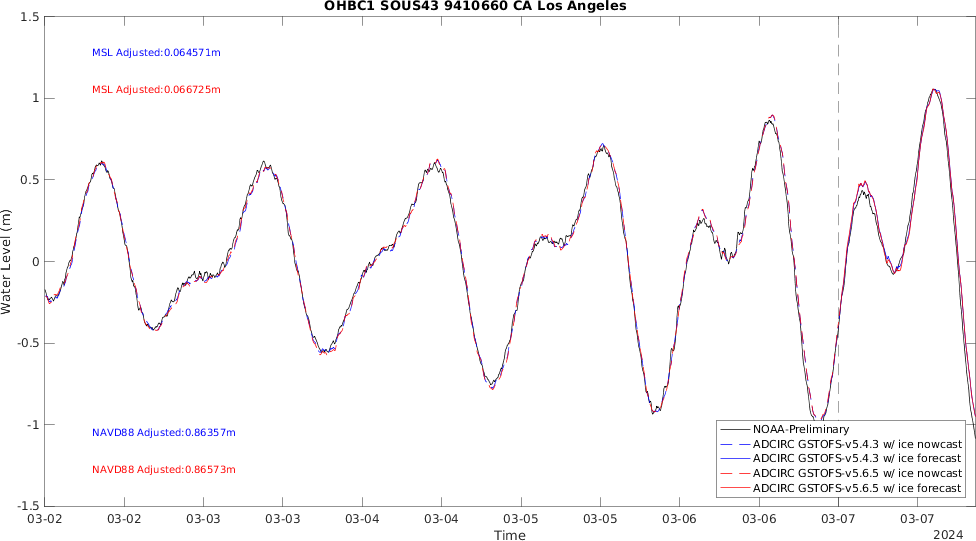 OHBC1 SOUS43 9410660 CA Los Angeles
1.5
MSL Adjusted:0.064571m
MSL Adjusted:0.066725m
1
0.5
0
-0.5
-1
-1.5
Water Level (m)
NAVD88 Adjusted:0.86357m
NAVD88 Adjusted:0.86573m
NOAA-Preliminary
ADCIRC GSTOFS-v5.4.3 w/ ice nowcast
ADCIRC GSTOFS-v5.4.3 w/ ice forecast
ADCIRC GSTOFS-v5.6.5 w/ ice nowcast
ADCIRC GSTOFS-v5.6.5 w/ ice forecast
03-02 03-02 03-03 03-03 03-04 03-04 03-05 03-05 03-06 03-06 03-07 03-07
Time
2024